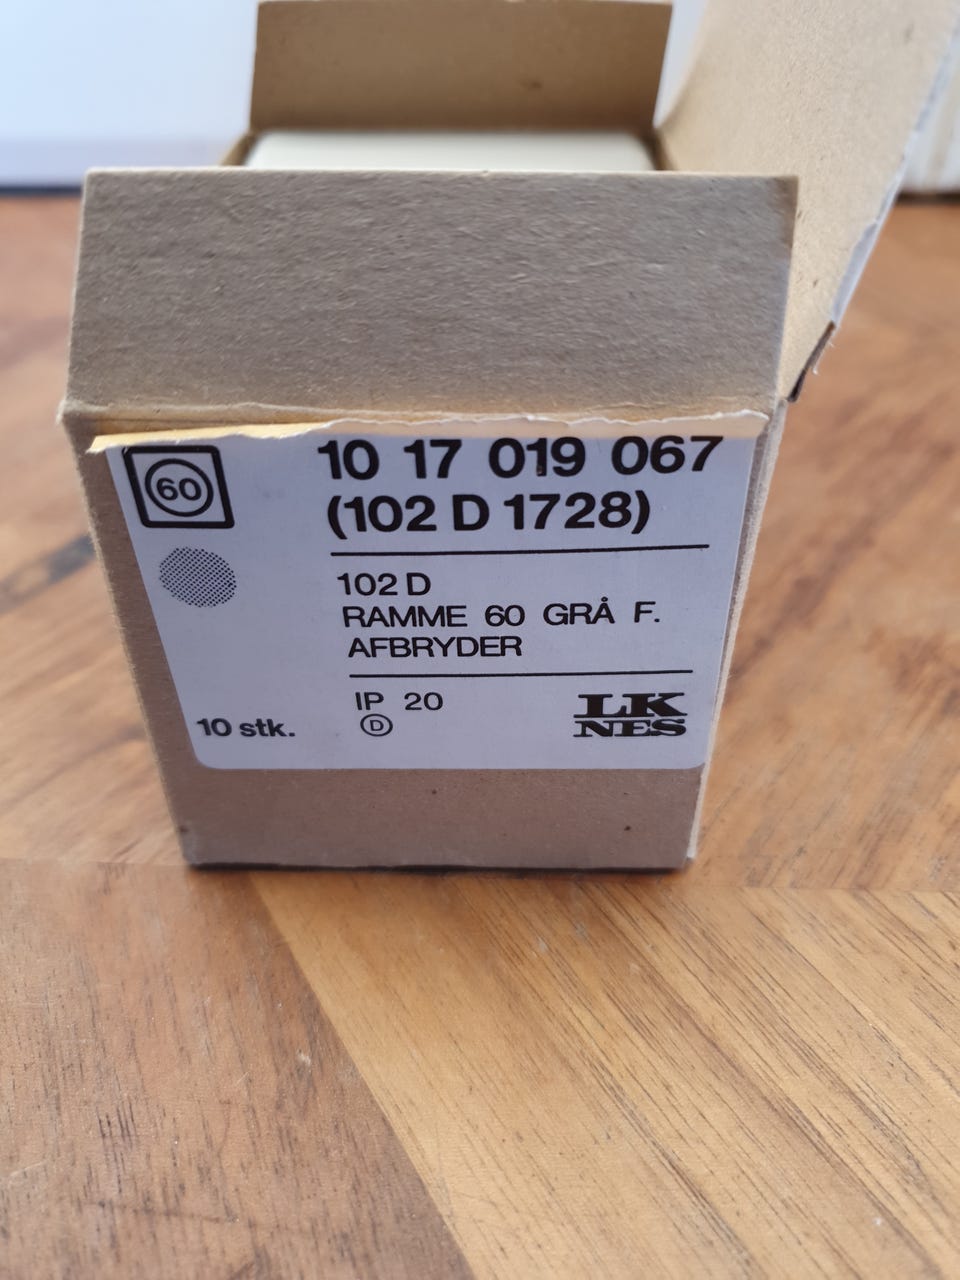 60
10 17 019 067
(102 D 1728)
102 D
RAMME 60 GRÅ F.
AFBRYDER
IP 20
D
10 stk.
LK
NES